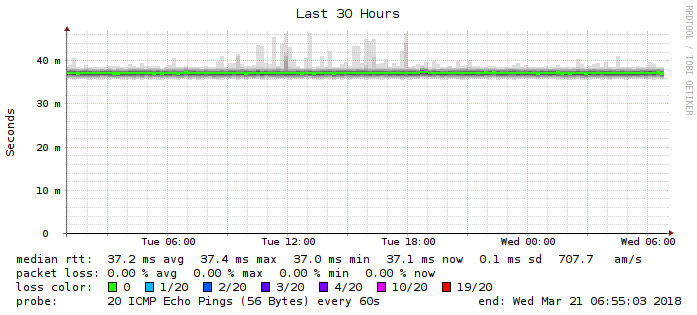 Last 30 Hours
RRDTOOL / TOBI OETIKER
Seconds
40 m
30 m
20 m
10 m
0
Tue 06:00 Tue 12:00 Tue 18:00 Wed 00:00 Wed 06:00
median rtt: 37.2 ms avg 37.4 ms max 37.0 ms min 37.1 ms now 0.1 ms sd 707.7 am/s
packet loss: 0.00 % avg 0.00 % max 0.00 % min 0.00 % now
loss color: 0 1/20 2/20 3/20 4/20 10/20 19/20
probe: 20 ICMP Echo Pings (56 Bytes) every 60s end: Wed Mar 21 06:55:03 2018